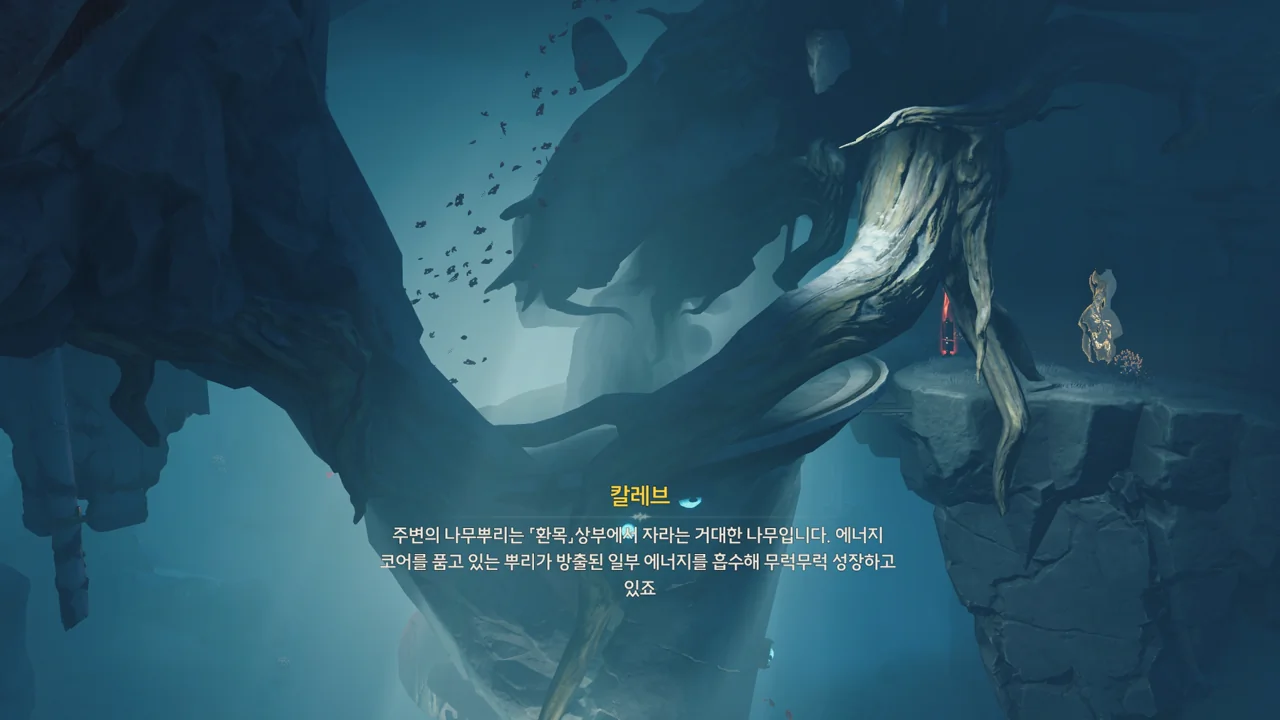 칼레브
주변의 나무뿌리는 「환목」상부에서 자라는 거대한 나무입니다. 에너지
코어를 품고 있는 뿌리가 방출된 일부 에너지를 흡수해 무럭무럭 성장하고
있죠